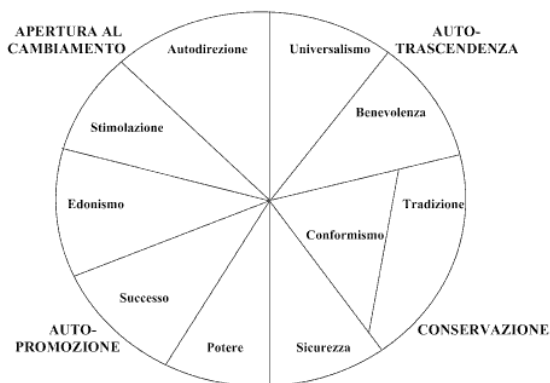 APERTURA AL
CAMBIAMENTO
AUTO-
TRASCENDENZA
Autodirezione
Universalismo
Benevolenza
Stimolazione
Edonismo
Tradizione
Conformismo
Successo
Potere
Sicurezza
AUTO-
PROMOZIONE
CONSERVAZIONE